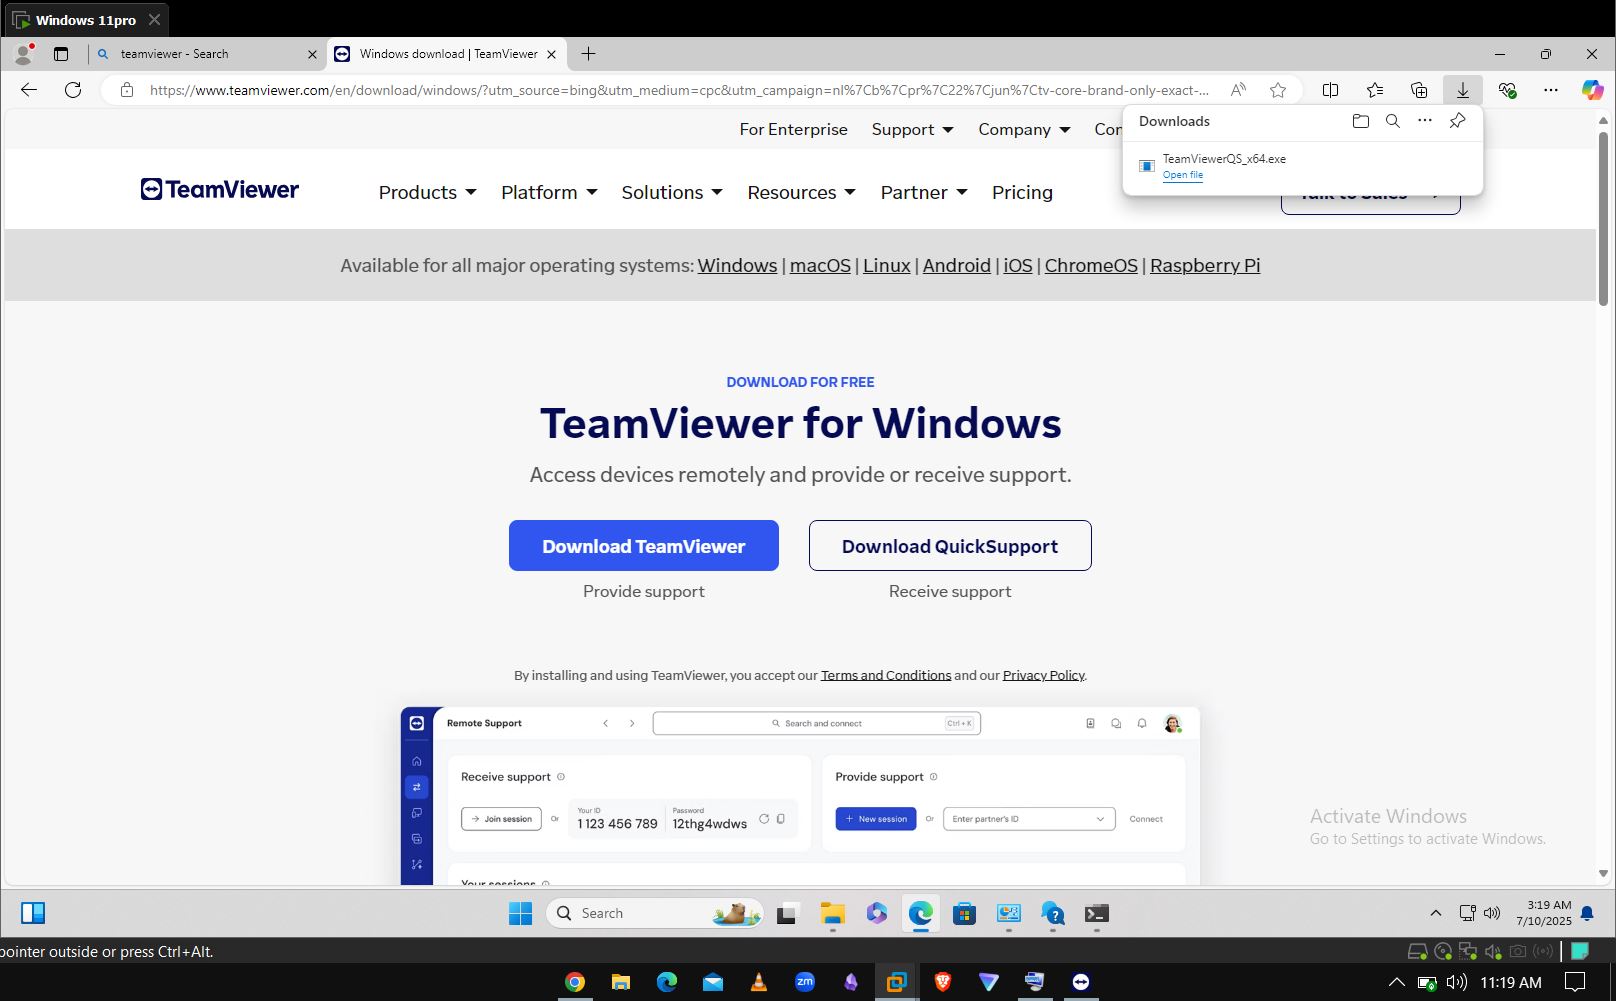 Windows 11pro
teamviewer - Search
Windows download | TeamViewer
https://www.teamviewer.com/en/download/windows/?utm_source=bing&utm_medium=cpc&utm_campaign=nl%7Cb%7Cpr%7C22%7Cjun%7Ctv-core-brand-only-exact-...
For Enterprise Support Company Con
Downloads
TeamViewerQS_x64.exe
Open file
TeamViewer
Products Platform Solutions Resources Partner Pricing
Talk to Sales
Available for all major operating systems: Windows | macOS | Linux | Android | iOS | ChromeOS | Raspberry Pi
DOWNLOAD FOR FREE
TeamViewer for Windows
Access devices remotely and provide or receive support.
Download TeamViewer Download QuickSupport
Provide support Receive support
By installing and using TeamViewer, you accept our Terms and Conditions and our Privacy Policy.
Remote Support
Search and connect Ctrl + K
Receive support Provide support
Join session Or Your ID Password New session Or Enter partner's ID Connect
1 123 456 789 12thg4wdws
Your sessions
Activate Windows
Go to Settings to activate Windows.
Search
3:19 AM
7/10/2025
pointer outside or press Ctrl+Alt.
zm
11:19 AM